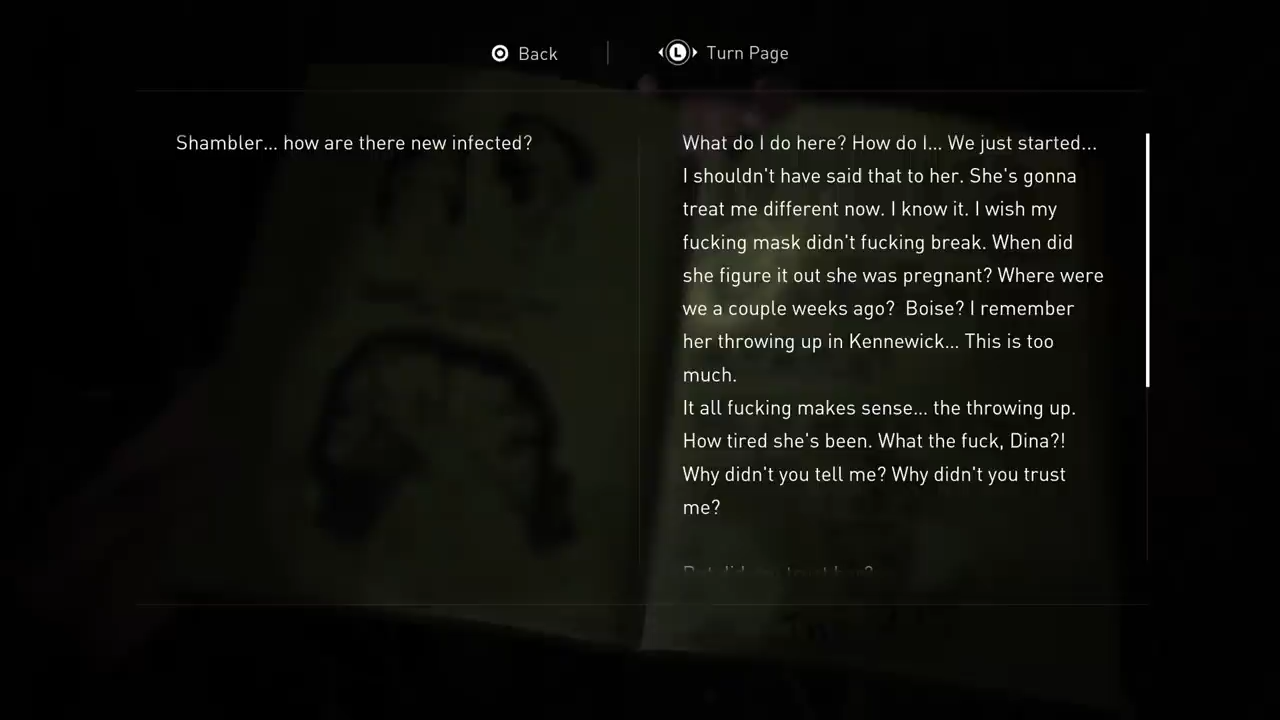 Back
L Turn Page
Shambler... how are there new infected?
What do I do here? How do I... We just started...
I shouldn't have said that to her. She's gonna
treat me different now. I know it. I wish my
fucking mask didn't fucking break. When did
she figure it out she was pregnant? Where were
we a couple weeks ago?  Boise? I remember
her throwing up in Kennewick... This is too
much.
It all fucking makes sense... the throwing up.
How tired she's been. What the fuck, Dina?!
Why didn't you tell me? Why didn't you trust
me?